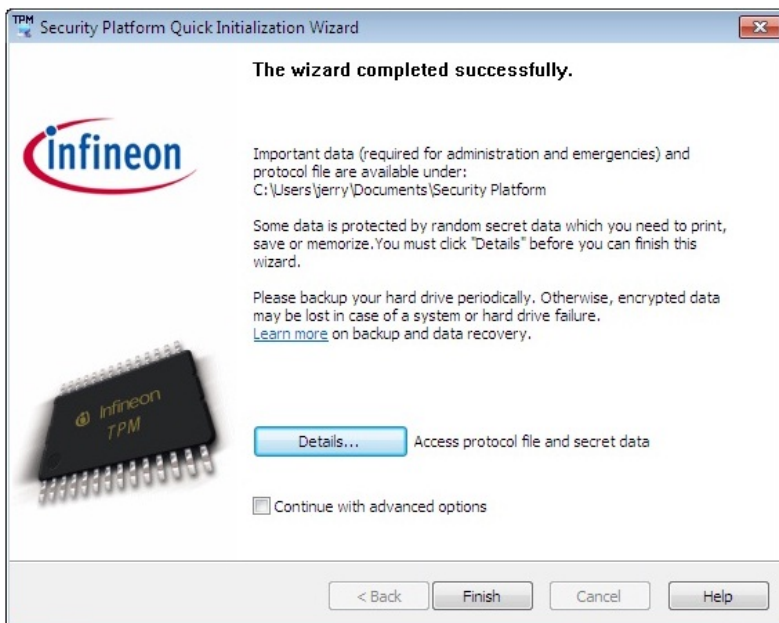 TPM
Security Platform Quick Initialization Wizard
The wizard completed successfully.
infineon
Important data (required for administration and emergencies) and
protocol file are available under:
C:\Users\jerry\Documents\Security Platform
Some data is protected by random secret data which you need to print,
save or memorize.You must click "Details" before you can finish this
wizard.
Please backup your hard drive periodically. Otherwise, encrypted data
may be lost in case of a system or hard drive failure.
Learn more on backup and data recovery.
Infineon
TPM
Details... Access protocol file and secret data
Continue with advanced options
< Back Finish Cancel Help